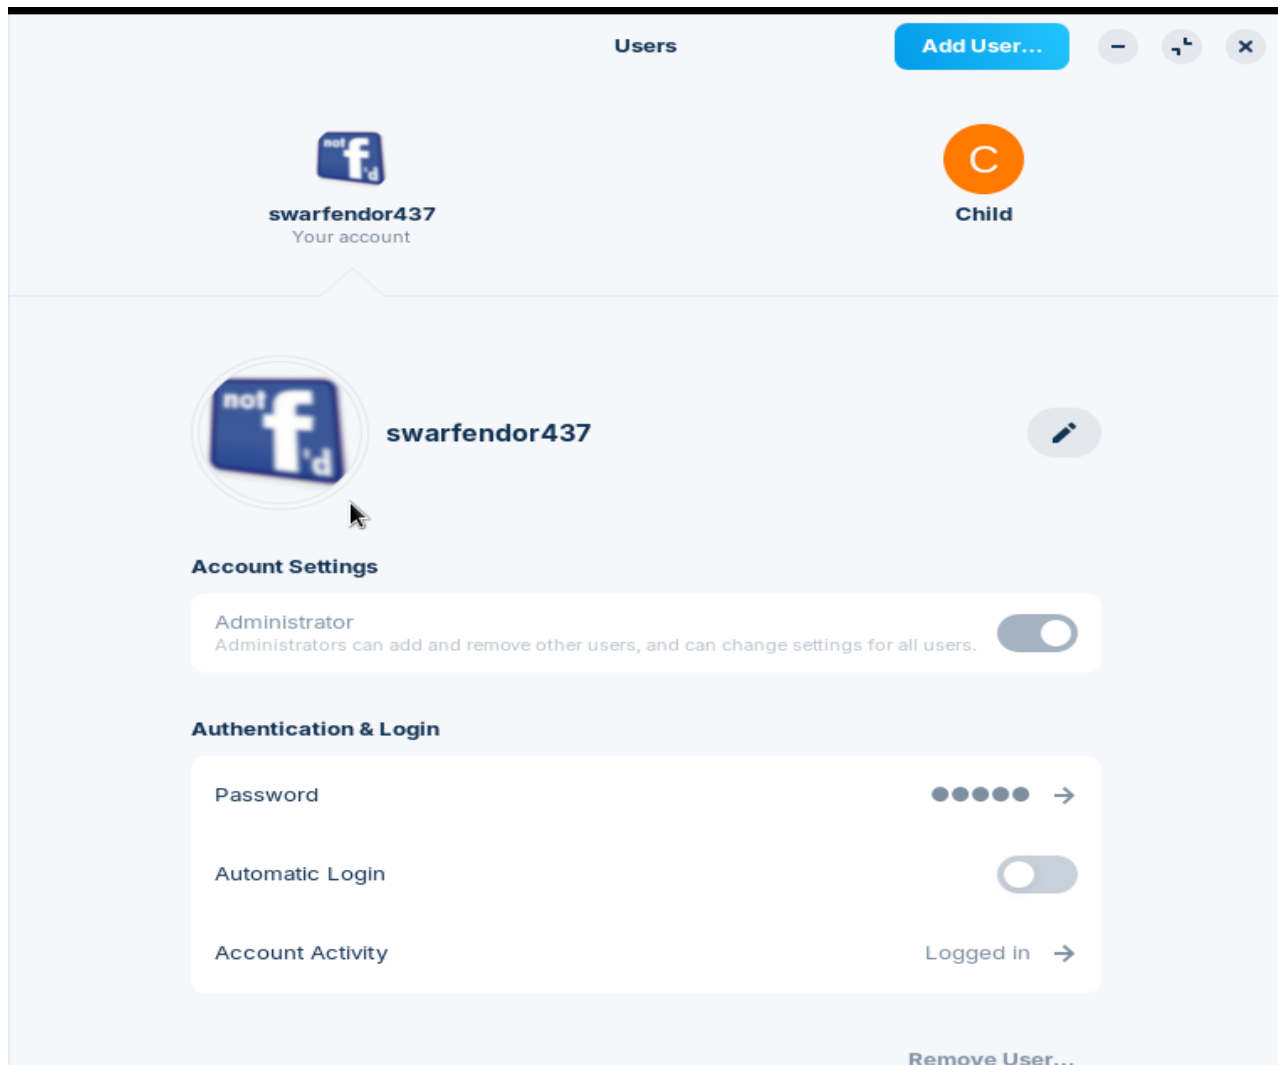 Users
Add User...
not
f
'd
C
swarfendor437
Child
Your account
not
f
'd
swarfendor437
Account Settings
Administrator
Administrators can add and remove other users, and can change settings for all users.
Authentication & Login
Password
Automatic Login
Account Activity
Logged in
Remove User...